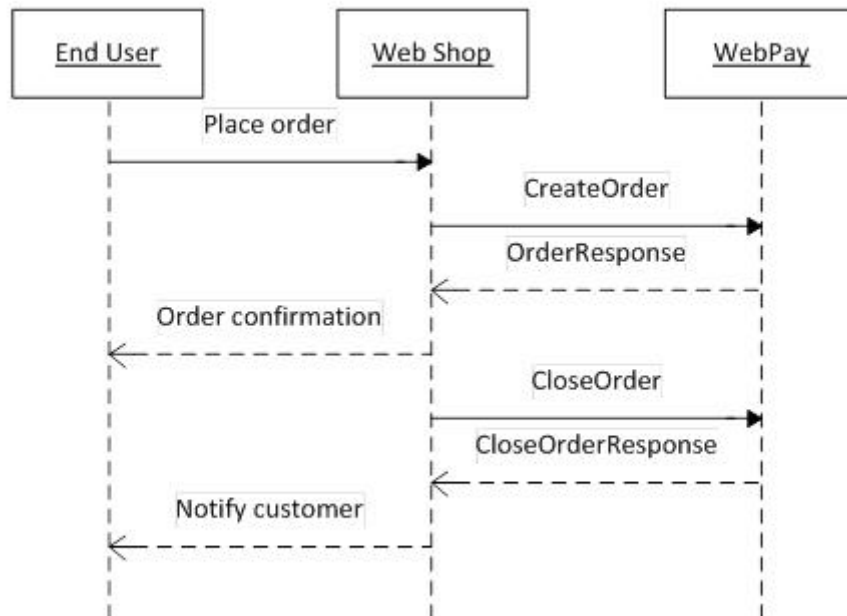 End User
Web Shop
WebPay
Place order
CreateOrder
OrderResponse
Order confirmation
CloseOrder
CloseOrderResponse
Notify customer